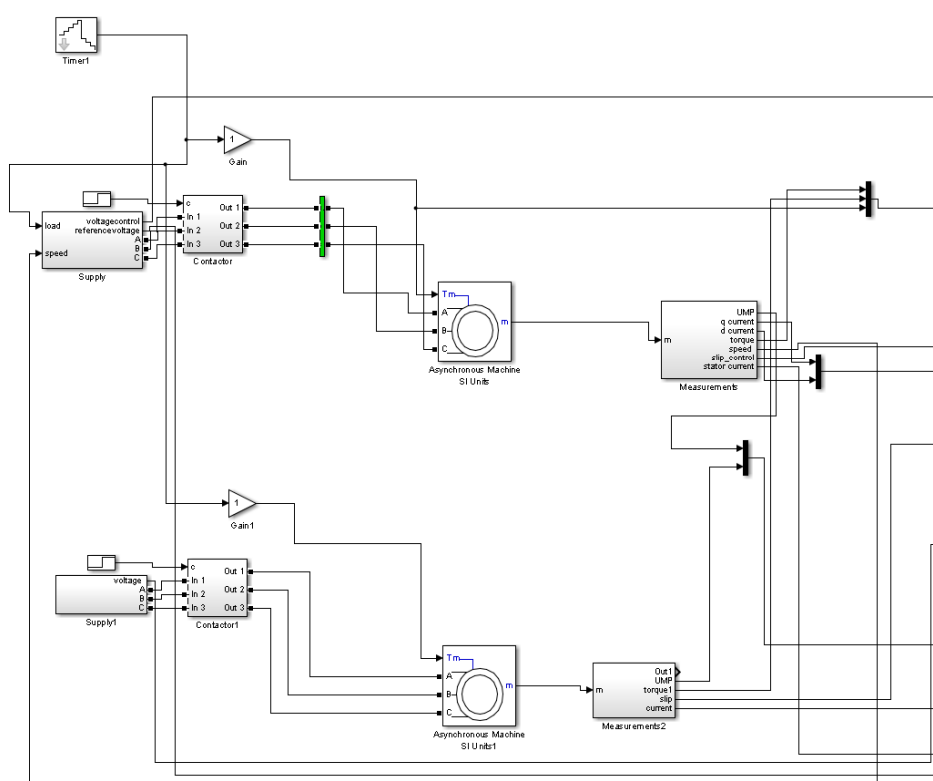 Timer1
1
Gain
load
speed
voltagecontrol
referencevoltage
A
B
C
Supply
c
In 1
In 2
In 3
Out 1
Out 2
Out 3
Contactor
Tm
A
B
C
m
Asynchronous Machine
SI Units
m
UMP
q current
d current
torque
speed
slip_control
stator current
Measurements
1
Gain1
voltage
A
B
C
Supply1
c
In 1
In 2
In 3
Out 1
Out 2
Out 3
Contactor1
Tm
A
B
C
m
Asynchronous Machine
SI Units1
m
Out1
UMP
torque1
slip
current
Measurements2